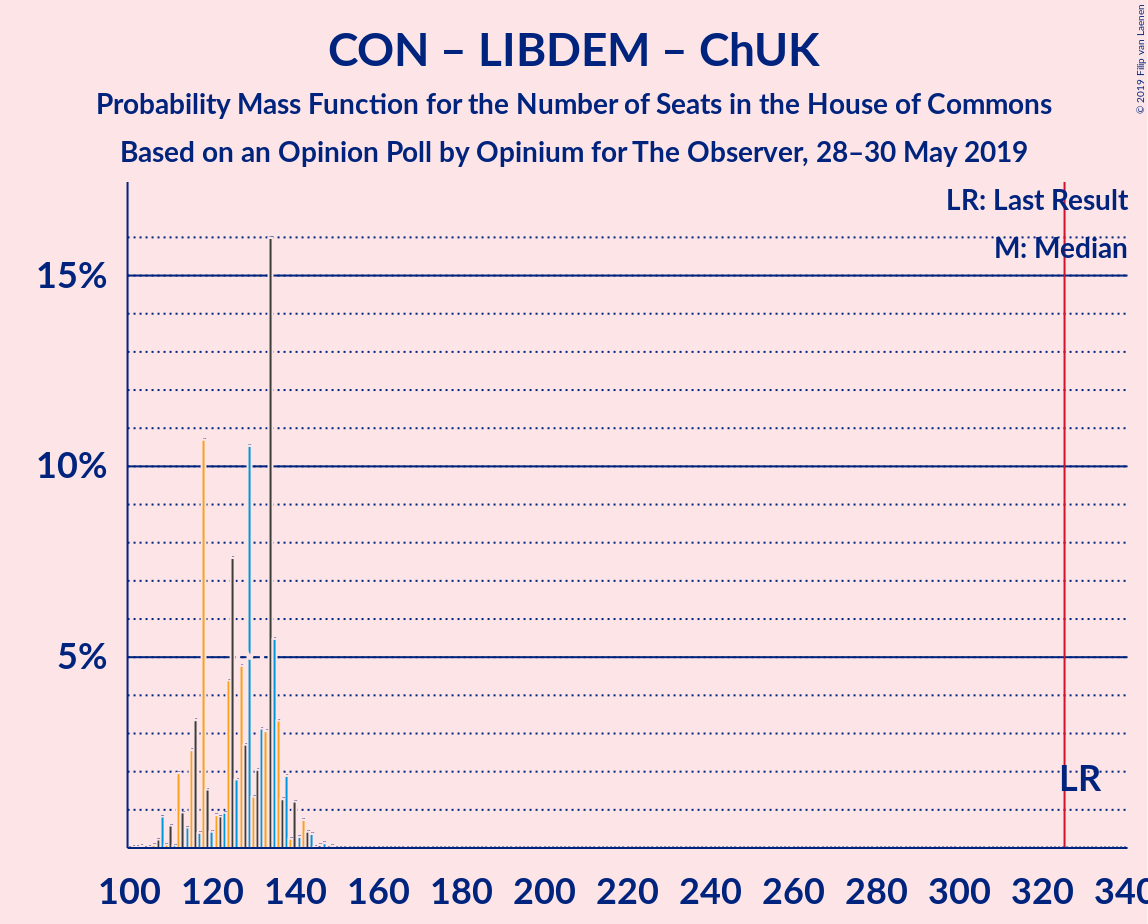 CON – LIBDEM – ChUK
Probability Mass Function for the Number of Seats in the House of Commons
Based on an Opinion Poll by Opinium for The Observer, 28–30 May 2019
© 2019 Filip van Laenen
LR: Last Result
M: Median
15%
10%
5%
LR
100 120 140 160 180 200 220 240 260 280 300 320 340